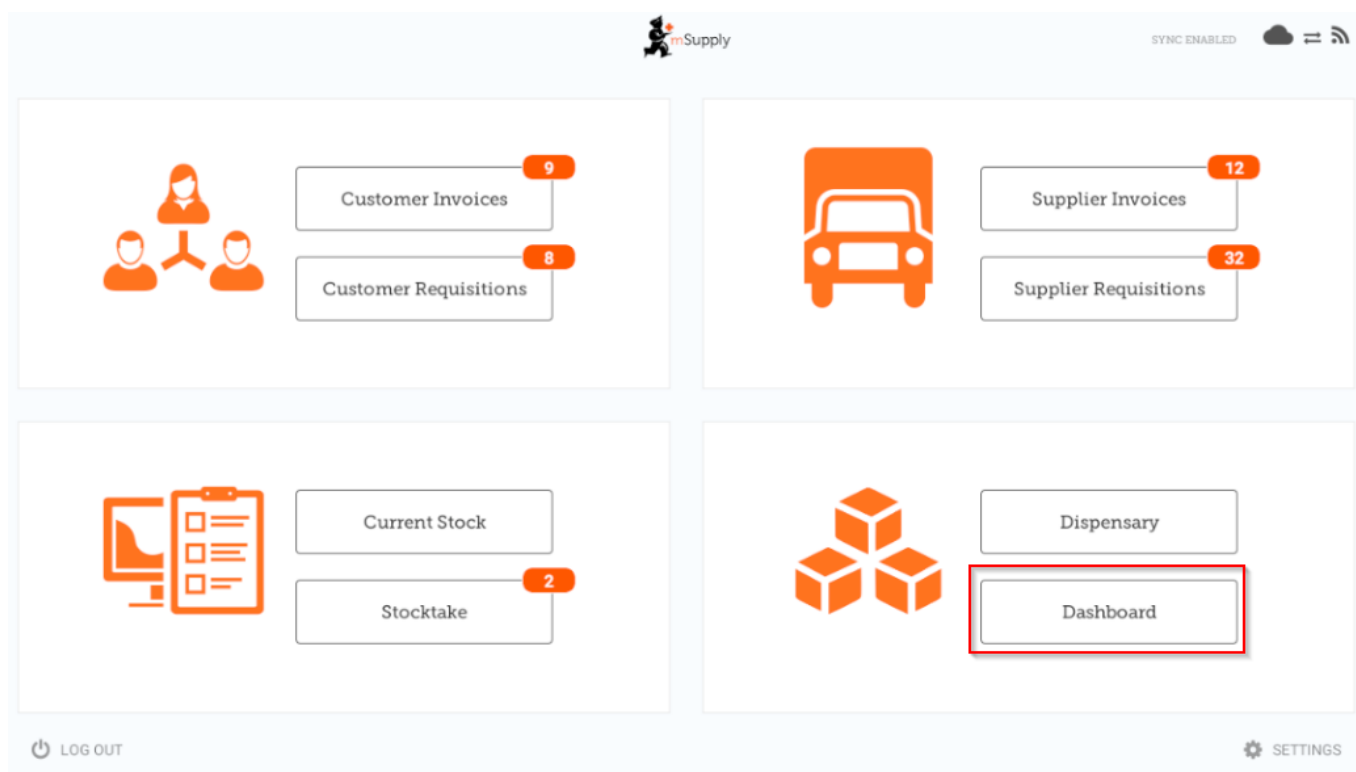 mSupply
SYNC ENABLED
9
Customer Invoices
8
Customer Requisitions
12
Supplier Invoices
32
Supplier Requisitions
Current Stock
2
Stocktake
Dispensary
Dashboard
LOG OUT
SETTINGS